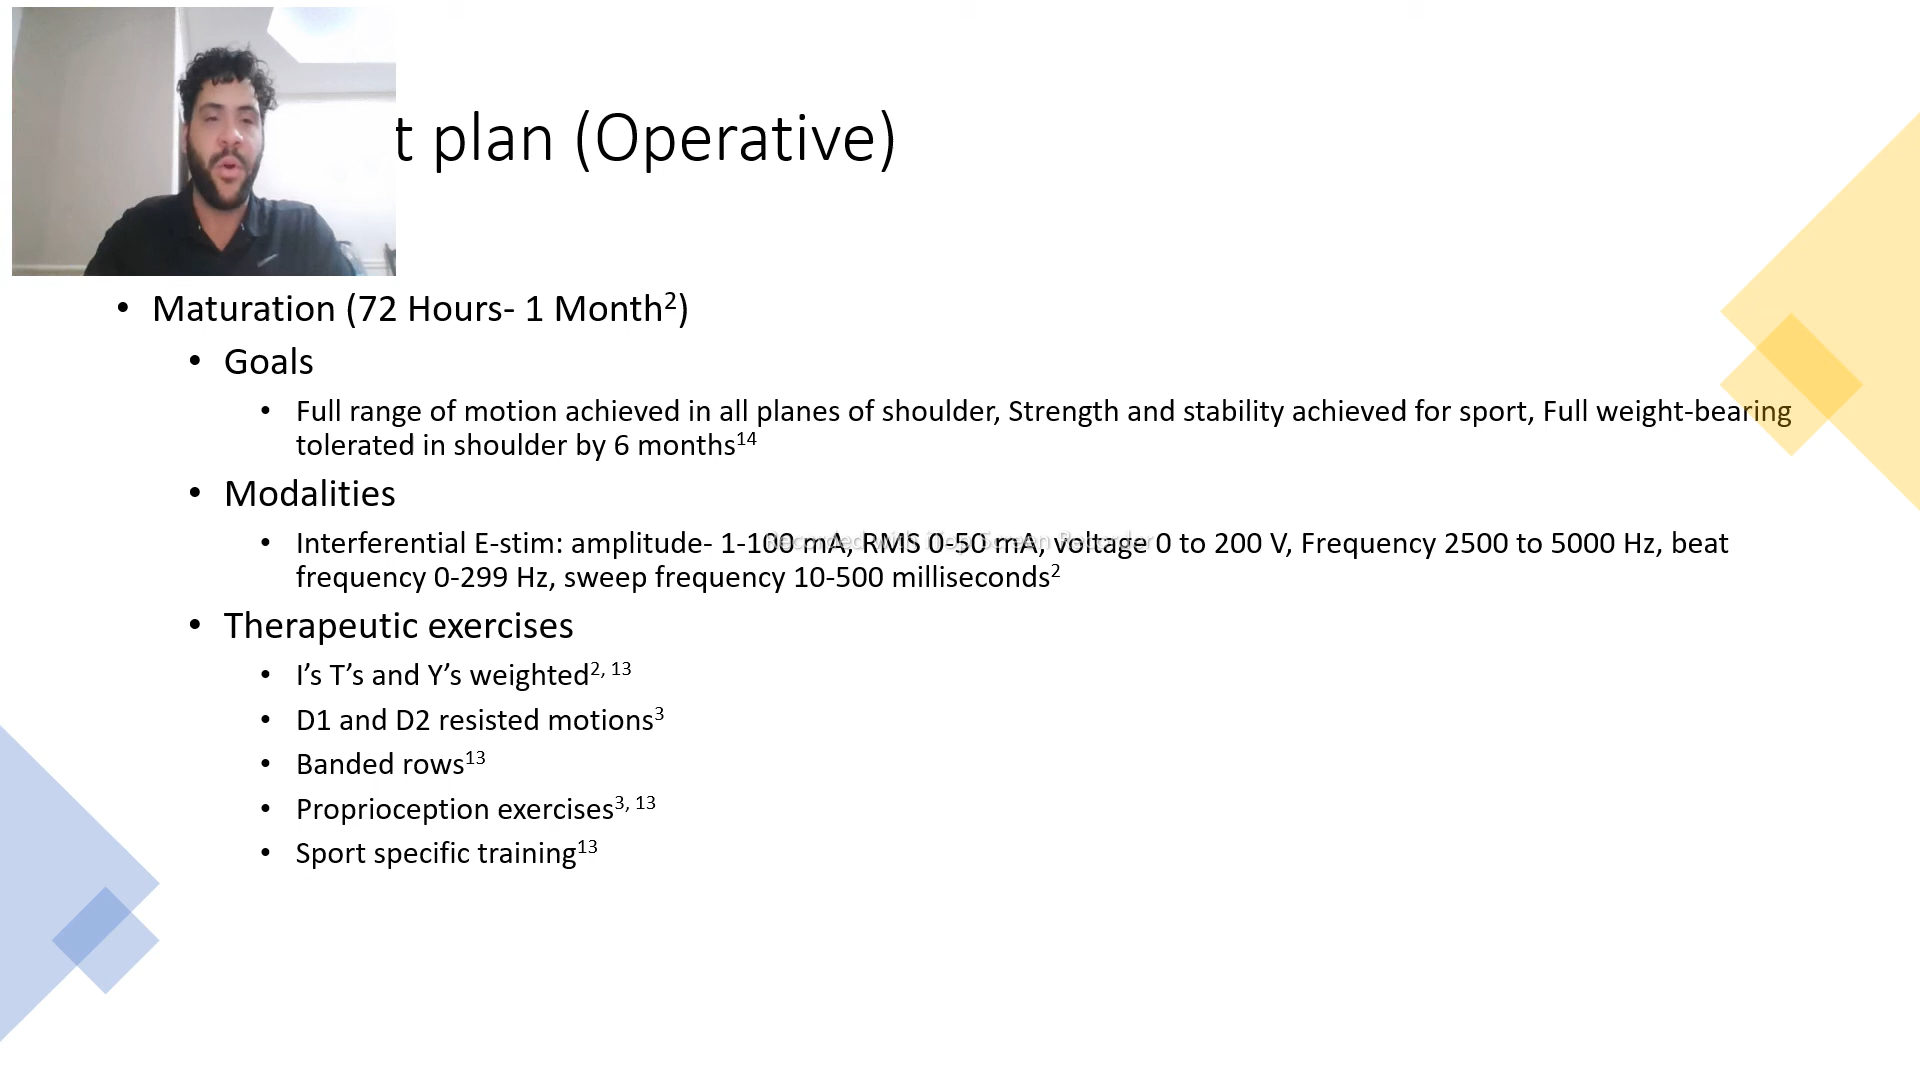 t plan (Operative)
• Maturation (72 Hours- 1 Month2)
• Goals
• Full range of motion achieved in all planes of shoulder, Strength and stability achieved for sport, Full weight-bearing
tolerated in shoulder by 6 months14
• Modalities
• Interferential E-stim: amplitude- 1-100 mA, RMS 0-50 mA, voltage 0 to 200 V, Frequency 2500 to 5000 Hz, beat
frequency 0-299 Hz, sweep frequency 10-500 milliseconds2
• Therapeutic exercises
• I’s T’s and Y’s weighted2, 13
• D1 and D2 resisted motions3
• Banded rows13
• Proprioception exercises3, 13
• Sport specific training13